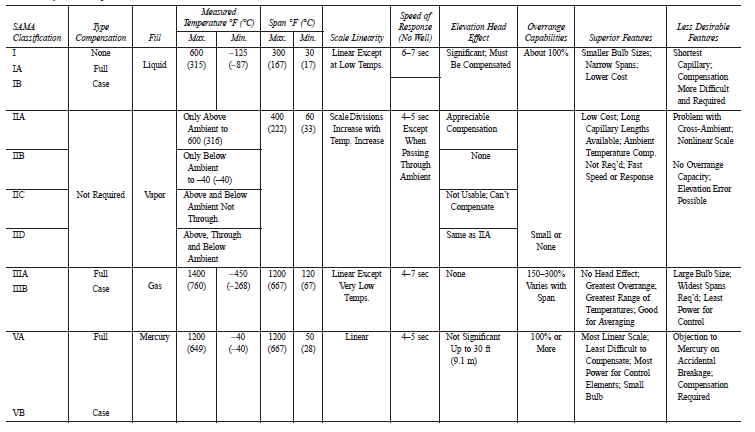 Measured
Temperature °F (°C)
Span °F (°C)
Speed of
Response
(No Well)
SAMA
Classification
Type
Compensation
Fill
Max.
Min.
Max.
Min.
Scale Linearity
Elevation Head
Effect
Overrange
Capabilities
Superior Features
Less Desirable
Features
I
IA
IB
None
Full
Case
Liquid
600
(315)
–125
(–87)
300
(167)
30
(17)
Linear Except
at Low Temps.
6–7 sec
Significant; Must
Be Compensated
About 100%
Smaller Bulb Sizes;
Narrow Spans;
Lower Cost
Shortest
Capillary;
Compensation
More Difficult
and Required
IIA
IIB
IIC
IID
Not Required
Vapor
Only Above
Ambient to
600 (316)
Only Below
Ambient
to –40 (–40)
Above and Below
Ambient Not
Through
Above, Through
and Below
Ambient
400
(222)
60
(33)
Scale Divisions
Increase with
Temp. Increase
4–5 sec
Except
When
Passing
Through
Ambient
Appreciable
Compensation
None
Not Usable; Can't
Compensate
Same as IIA
Small or
None
Low Cost; Long
Capillary Lengths
Available; Ambient
Temperature Comp.
Not Req'd; Fast
Speed or Response
Problem with
Cross-Ambient;
Nonlinear Scale
No Overrange
Capacity;
Elevation Error
Possible
IIIA
IIIB
Full
Case
Gas
1400
(760)
–450
(–268)
1200
(667)
120
(67)
Linear Except
Very Low
Temps.
4–7 sec
None
150–300%
Varies with
Span
No Head Effect;
Greatest Overrange;
Greatest Range of
Temperatures; Good
for Averaging
Large Bulb Size;
Widest Spans
Req'd; Least
Power for
Control
VA
VB
Full
Case
Mercury
1200
(649)
–40
(–40)
1200
(667)
50
(28)
Linear
4–5 sec
Not Significant
Up to 30 ft
(9.1 m)
100% or
More
Most Linear Scale;
Least Difficult to
Compensate; Most
Power for Control
Elements; Small
Bulb
Objection to
Mercury on
Accidental
Breakage;
Compensation
Required